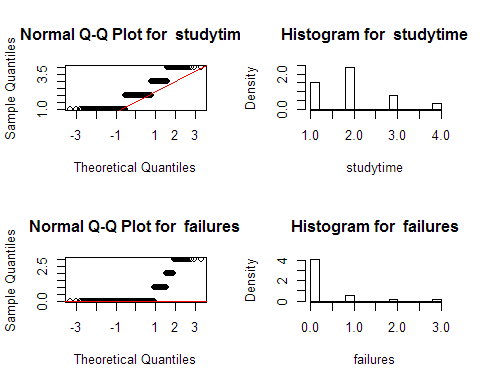 Normal Q-Q Plot for  studytim
Sample Quantiles
1.0 3.5
-3 -1 1 2 3
Theoretical Quantiles
Histogram for  studytime
Density
0.0 2.0
1.0 2.0 3.0 4.0
studytime
Normal Q-Q Plot for  failures
Sample Quantiles
0.0 2.5
-3 -1 1 2 3
Theoretical Quantiles
Histogram for  failures
Density
0 2 4
0.0 1.0 2.0 3.0
failures